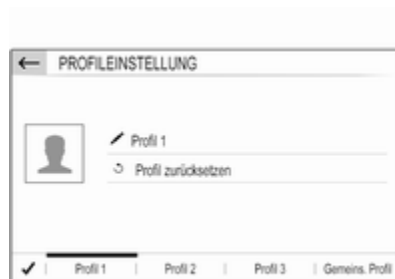 PROFILEINSTELLUNG
Profil 1
Profil zurücksetzen
Profil 1 | Profil 2 | Profil 3 | Gemeins. Profil